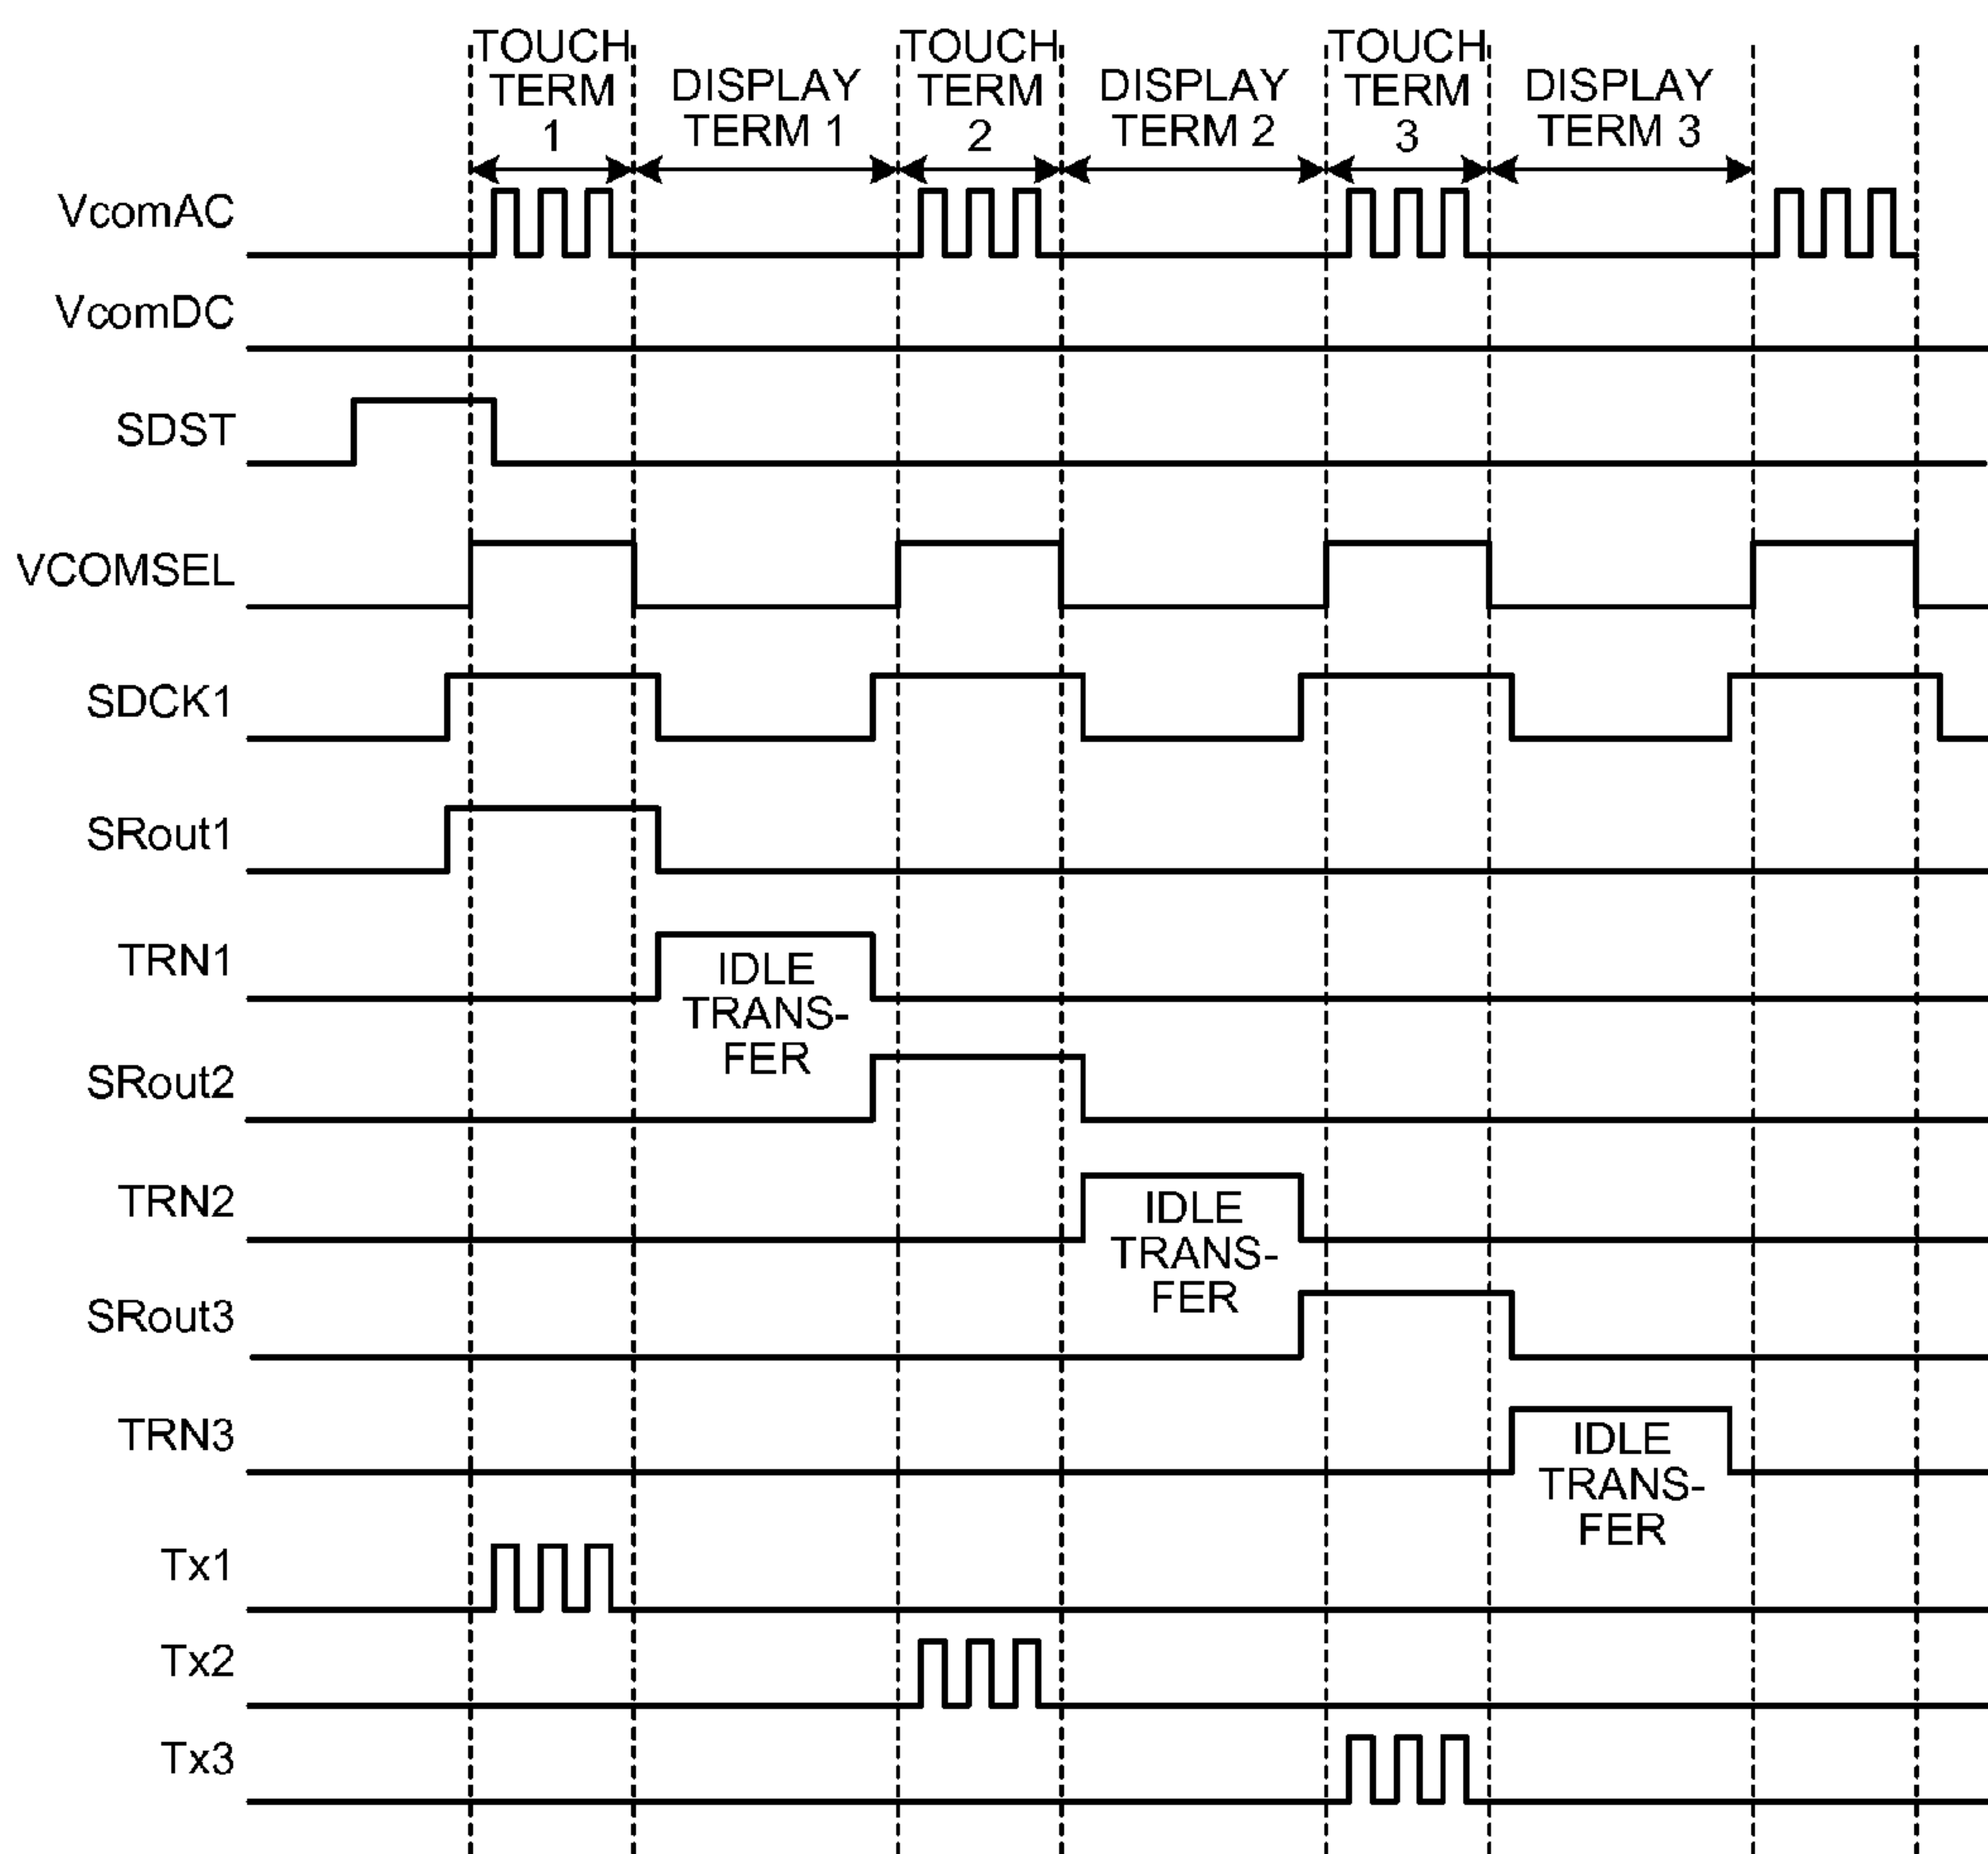 TOUCH
TERM
1
DISPLAY
TERM 1
TOUCH
TERM
2
DISPLAY
TERM 2
TOUCH
TERM
3
DISPLAY
TERM 3
VcomAC
VcomDC
SDST
VCOMSEL
SDCK1
SRout1
TRN1
IDLE
TRANS-
FER
SRout2
TRN2
IDLE
TRANS-
FER
SRout3
TRN3
IDLE
TRANS-
FER
Tx1
Tx2
Tx3